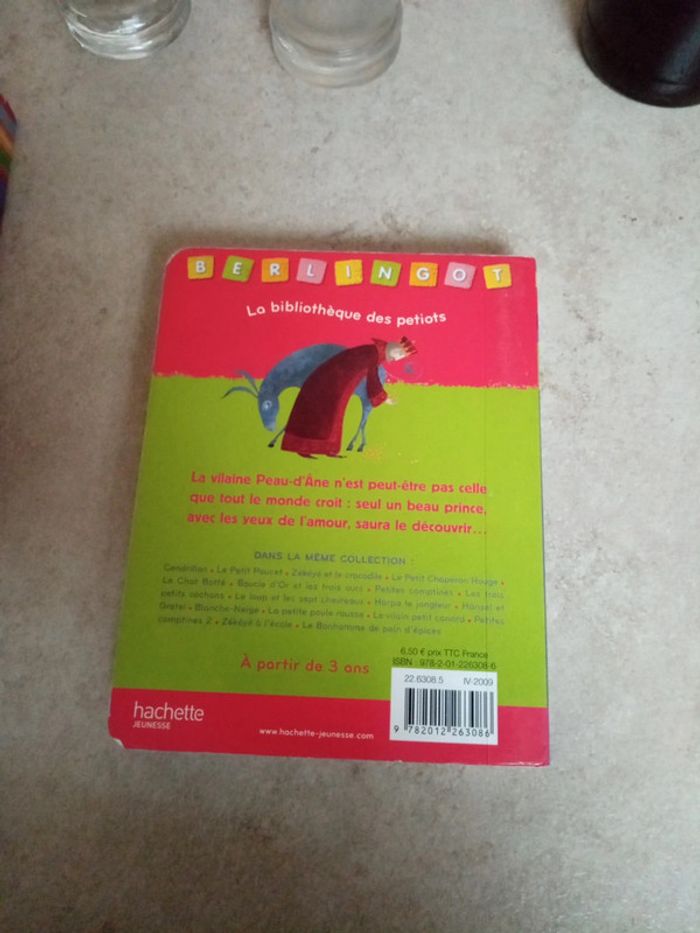 BERLINGOT
La bibliothèque des petiots
La vilaine Peau-d'Âne n'est peut-être pas celle
que tout le monde croit : seul un beau prince,
avec les yeux de l'amour, saura le découvrir...
DANS LA MÊME COLLECTION :
Cendrillon • Le Petit Poucet • Zékéyé et le crocodile • Le Petit Chaperon Rouge •
Le Chat Botté • Boucle d'Or et les trois ours • Petites comptines • Les trois
petits cochons • Le loup et les sept chevreaux • Harpo le jongleur • Hansel et
Gretel • Blanche-Neige • La petite poule rousse • Le vilain petit canard • Petites
comptines 2 • Zékéyé à l'école • Le Bonhomme de pain d'épices
À partir de 3 ans
6,50 € prix TTC France
ISBN : 978-2-01-226308-6
22.6308.5 IV-2009
9 782012 263086
hachette
JEUNESSE
www.hachette-jeunesse.com